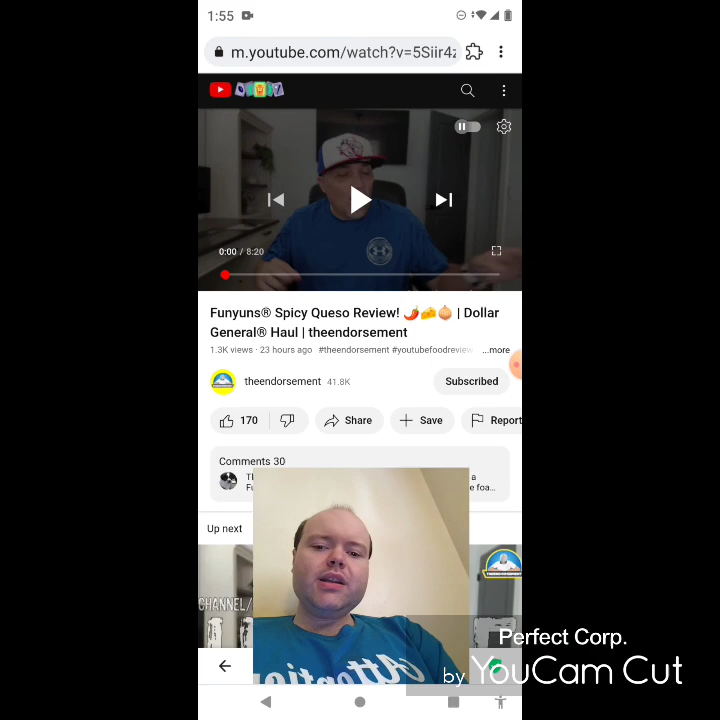 1:55
m.youtube.com/watch?v=5Siir4z
0:00 / 8:20
Funyuns® Spicy Queso Review! 🌶️🧀🧅 | Dollar
General® Haul | theendorsement
1.3K views · 23 hours ago #theendorsement #youtubefoodreview ...more
theendorsement 41.8K Subscribed
170 Share Save Report
Comments 30
Up next
CHANNEL/
Attention
Perfect Corp.
by YouCam Cut